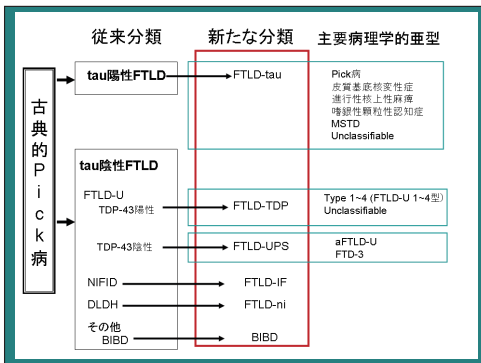 従来分類 新たな分類 主要病理学的亜型
古典的Pick病
tau陽性FTLD FTLD-tau
Pick病
皮質基底核変性症
進行性核上性麻痺
嗜銀性顆粒性認知症
MSTD
Unclassifiable
tau陰性FTLD
FTLD-U
TDP-43陽性 FTLD-TDP
Type 1~4 (FTLD-U 1~4型)
Unclassifiable
TDP-43陰性 FTLD-UPS
aFTLD-U
FTD-3
NIFID FTLD-IF
DLDH FTLD-ni
その他
BIBD BIBD